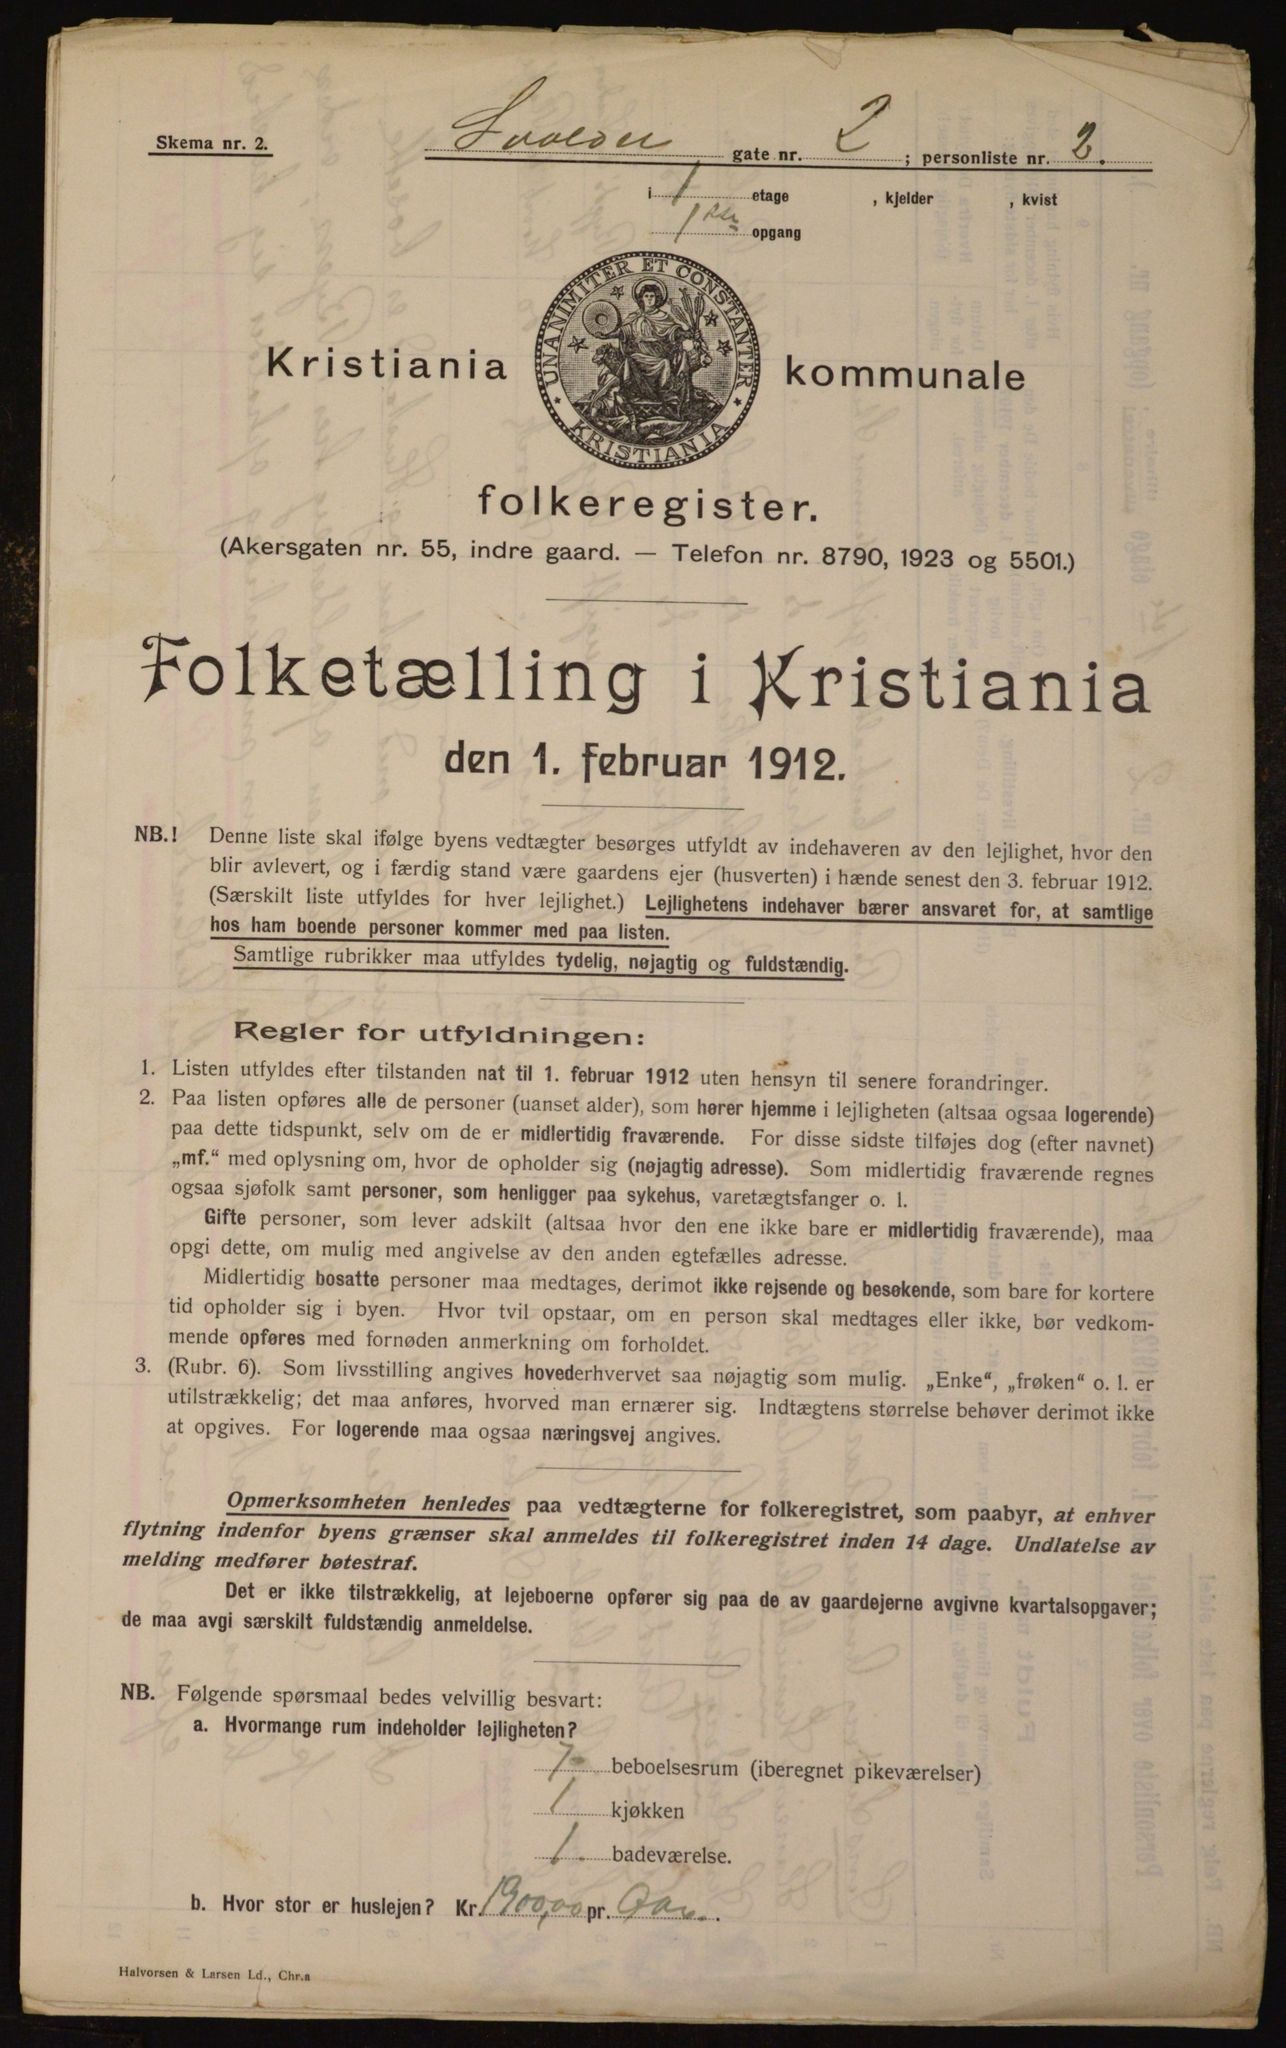 Skema nr. 2.
Svolder gate nr. 2 ; personliste nr. 2.
i 1 etage , kjelder , kvist
1 opgang
UNANIMITER ET CONSTANTER
KRISTIANIA
Kristiania kommunale
folkeregister.
(Akersgaten nr. 55, indre gaard. — Telefon nr. 8790, 1923 og 5501.)
Folketælling i Kristiania
den 1. februar 1912.
NB.! Denne liste skal ifølge byens vedtægter besørges utfyldt av indehaveren av den lejlighet, hvor den
blir avlevert, og i færdig stand være gaardens ejer (husverten) i hænde senest den 3. februar 1912.
(Særskilt liste utfyldes for hver lejlighet.) Lejlighetens indehaver bærer ansvaret for, at samtlige
hos ham boende personer kommer med paa listen.
Samtlige rubrikker maa utfyldes tydelig, nøjagtig og fuldstændig.
Regler for utfyldningen:
1. Listen utfyldes efter tilstanden nat til 1. februar 1912 uten hensyn til senere forandringer.
2. Paa listen opføres alle de personer (uanset alder), som hører hjemme i lejligheten (altsaa ogsaa logerende)
paa dette tidspunkt, selv om de er midlertidig fraværende. For disse sidste tilføjes dog (efter navnet)
„mf.“ med oplysning om, hvor de opholder sig (nøjagtig adresse). Som midlertidig fraværende regnes
ogsaa sjøfolk samt personer, som henligger paa sykehus, varetægtsfanger o. l.
Gifte personer, som lever adskilt (altsaa hvor den ene ikke bare er midlertidig fraværende), maa
opgi dette, om mulig med angivelse av den anden egtefælles adresse.
Midlertidig bosatte personer maa medtages, derimot ikke rejsende og besøkende, som bare for kortere
tid opholder sig i byen. Hvor tvil opstaar, om en person skal medtages eller ikke, bør vedkom-
mende opføres med fornøden anmerkning om forholdet.
3. (Rubr. 6). Som livsstilling angives hovederhvervet saa nøjagtig som mulig. „Enke“, „frøken“ o. l. er
utilstrækkelig; det maa anføres, hvorved man ernærer sig. Indtægtens størrelse behøver derimot ikke
at opgives. For logerende maa ogsaa næringsvej angives.
Opmerksomheten henledes paa vedtægterne for folkeregistret, som paabyr, at enhver
flytning indenfor byens grænser skal anmeldes til folkeregistret inden 14 dage. Undlatelse av
melding medfører bøtestraf.
Det er ikke tilstrækkelig, at lejeboerne opfører sig paa de av gaardejerne avgivne kvartalsopgaver;
de maa avgi særskilt fuldstændig anmeldelse.
NB. Følgende spørsmaal bedes velvillig besvart:
a. Hvormange rum indeholder lejligheten?
7 beboelsesrum (iberegnet pikeværelser)
1 kjøkken
1 badeværelse.
b. Hvor stor er huslejen? Kr. 1900,00 pr. Aar.
Halvorsen & Larsen Ld., Chr.a